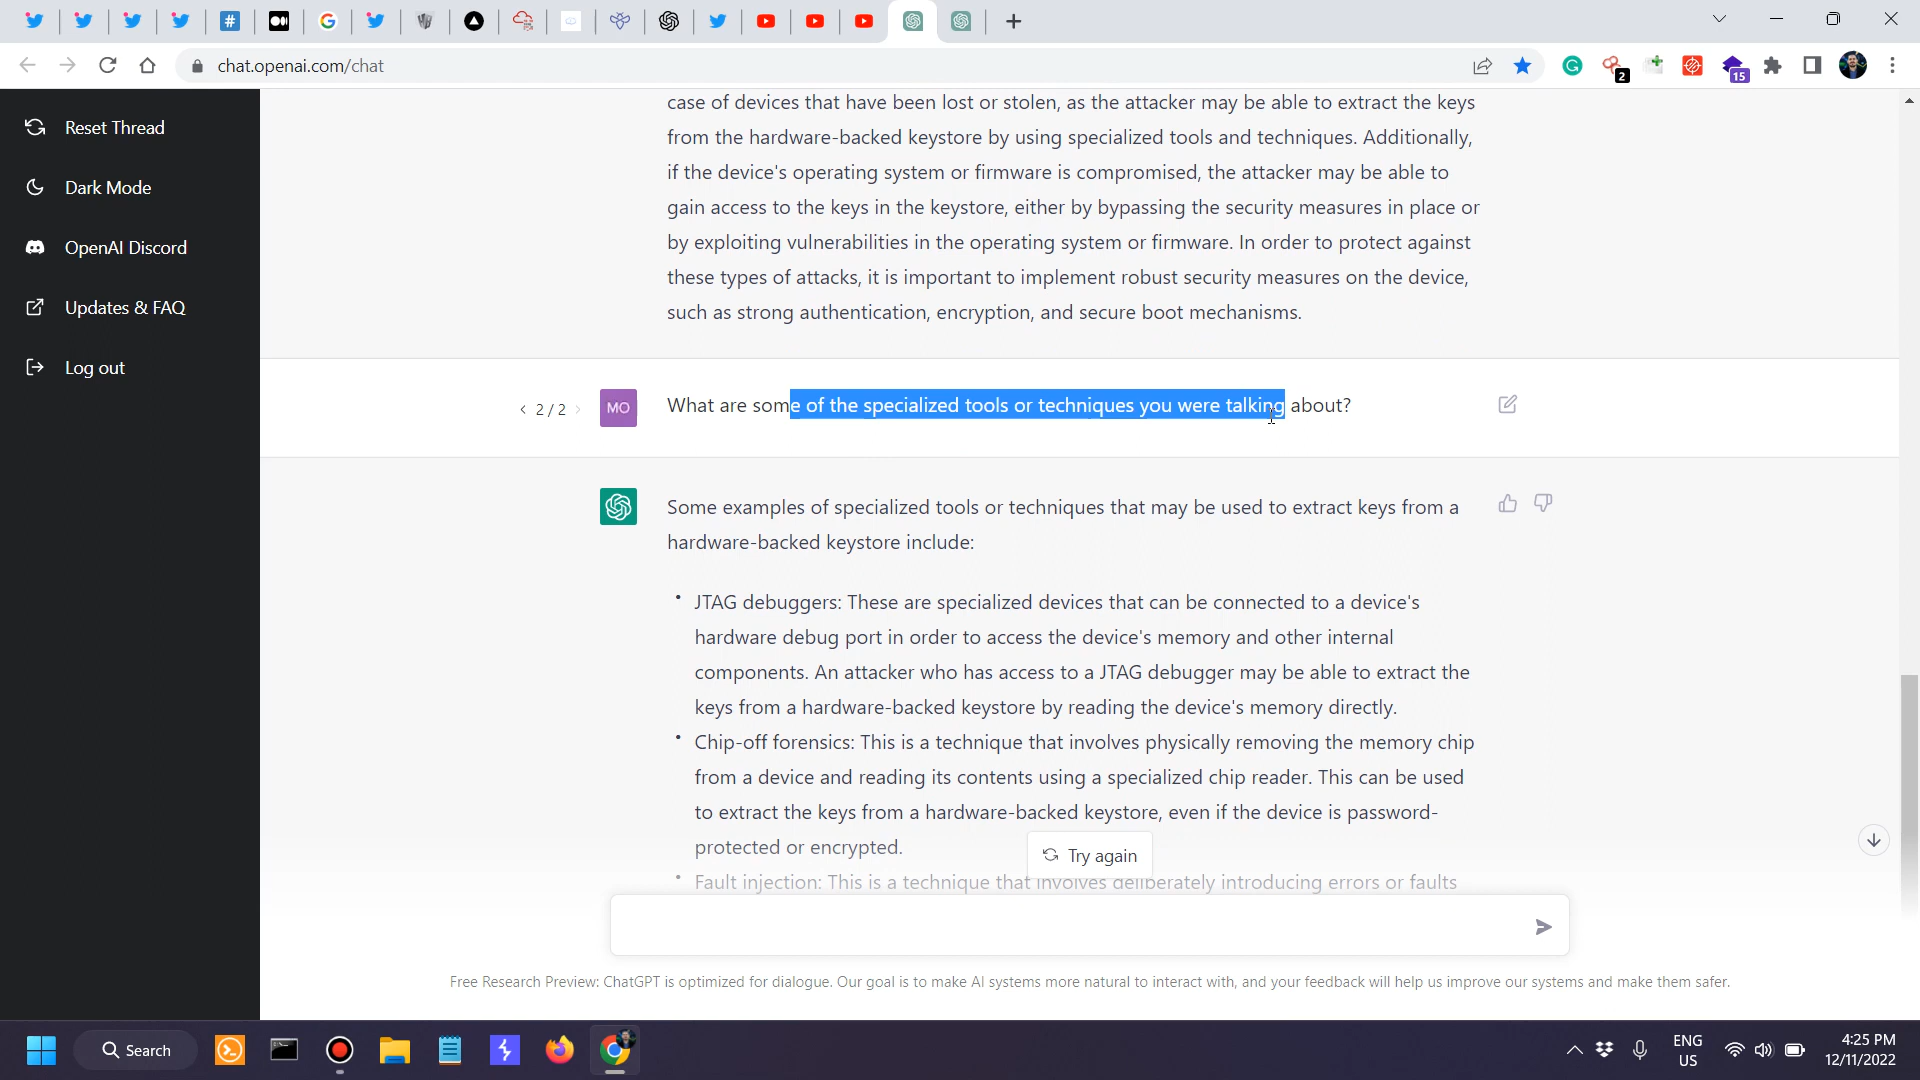 chat.openai.com/chat
2
15
Reset Thread
Dark Mode
OpenAI Discord
Updates & FAQ
Log out
case of devices that have been lost or stolen, as the attacker may be able to extract the keys
from the hardware-backed keystore by using specialized tools and techniques. Additionally,
if the device's operating system or firmware is compromised, the attacker may be able to
gain access to the keys in the keystore, either by bypassing the security measures in place or
by exploiting vulnerabilities in the operating system or firmware. In order to protect against
these types of attacks, it is important to implement robust security measures on the device,
such as strong authentication, encryption, and secure boot mechanisms.
< 2 / 2 >
MO
What are some of the specialized tools or techniques you were talking about?
Some examples of specialized tools or techniques that may be used to extract keys from a
hardware-backed keystore include:
• JTAG debuggers: These are specialized devices that can be connected to a device's
hardware debug port in order to access the device's memory and other internal
components. An attacker who has access to a JTAG debugger may be able to extract the
keys from a hardware-backed keystore by reading the device's memory directly.
• Chip-off forensics: This is a technique that involves physically removing the memory chip
from a device and reading its contents using a specialized chip reader. This can be used
to extract the keys from a hardware-backed keystore, even if the device is password-
protected or encrypted.
Try again
• Fault injection: This is a technique that involves deliberately introducing errors or faults
Free Research Preview: ChatGPT is optimized for dialogue. Our goal is to make AI systems more natural to interact with, and your feedback will help us improve our systems and make them safer.
Search
ENG
US
4:25 PM
12/11/2022